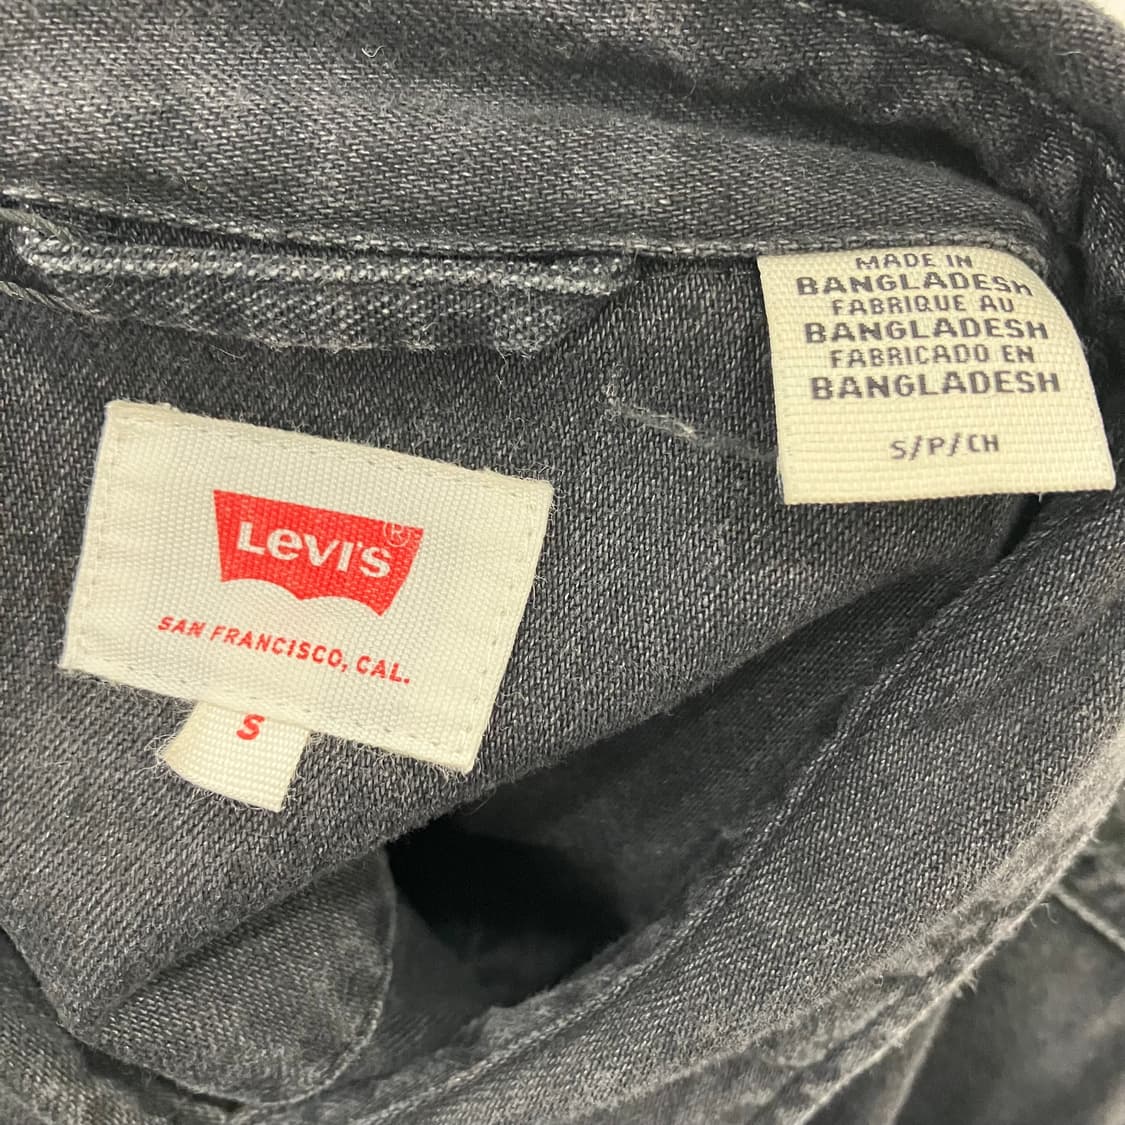 MADE IN
BANGLADESH
FABRIQUE AU
BANGLADESH
FABRICADO EN
BANGLADESH
S/P/CH
LEVI'S®
SAN FRANCISCO, CAL.
S